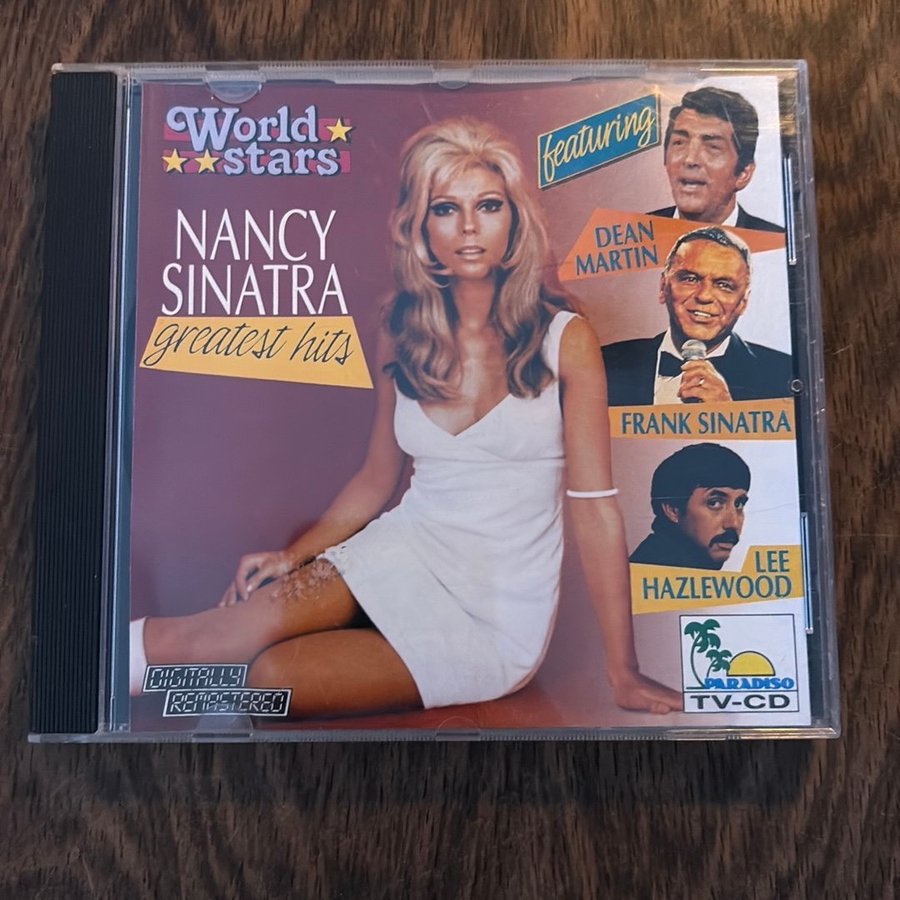 World
stars
NANCY
SINATRA
greatest hits
featuring
DEAN
MARTIN
FRANK SINATRA
LEE
HAZLEWOOD
DIGITALLY
REMASTERED
PARADISO
TV-CD